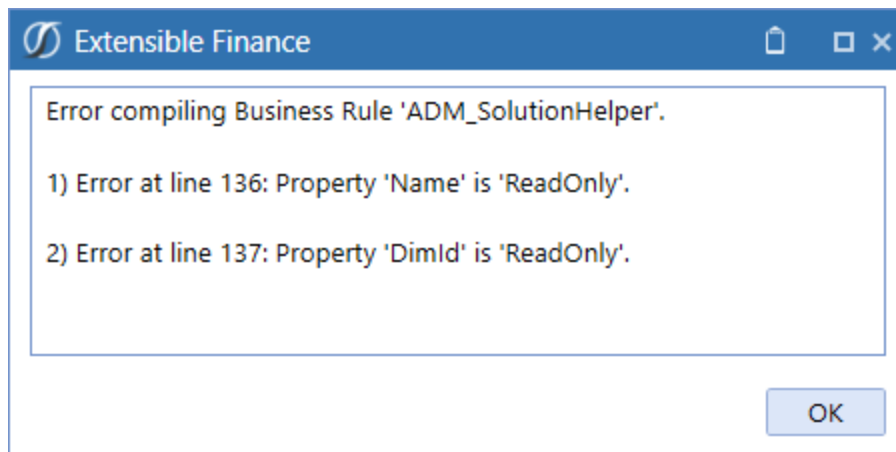 Extensible Finance
Error compiling Business Rule 'ADM_SolutionHelper'.
1) Error at line 136: Property 'Name' is 'ReadOnly'.
2) Error at line 137: Property 'DimId' is 'ReadOnly'.
OK